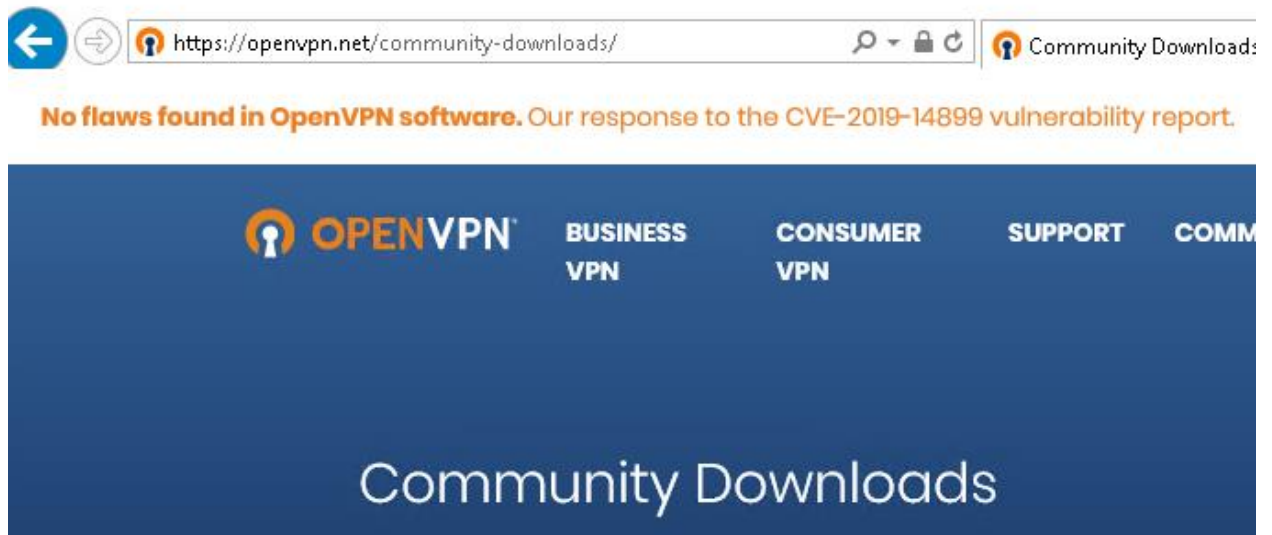 https://openvpn.net/community-downloads/
Community Downloads
No flaws found in OpenVPN software. Our response to the CVE-2019-14899 vulnerability report.
OPENVPN
BUSINESS VPN
CONSUMER VPN
SUPPORT
COMM
Community Downloads